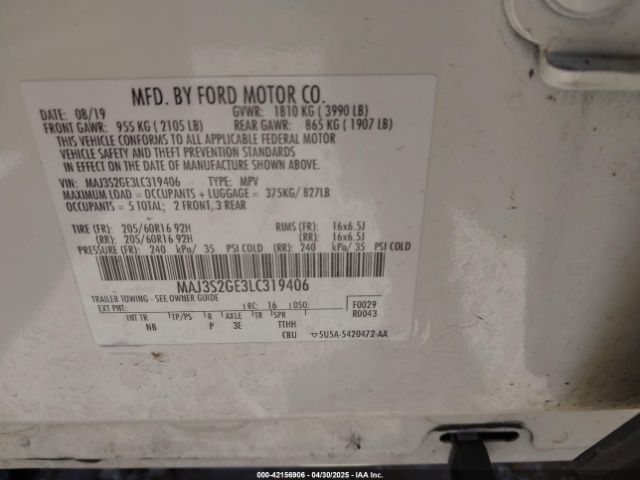 MFD. BY FORD MOTOR CO.
DATE: 08/19 GVWR: 1810 KG ( 3990 LB)
FRONT GAWR: 955 KG ( 2105 LB) REAR GAWR: 865 KG ( 1907 LB)
THIS VEHICLE CONFORMS TO ALL APPLICABLE FEDERAL MOTOR
VEHICLE SAFETY AND THEFT PREVENTION STANDARDS
IN EFFECT ON THE DATE OF MANUFACTURE SHOWN ABOVE.
VIN: MAJ3S2GE3LC319406 TYPE: MPV
MAXIMUM LOAD = OCCUPANTS + LUGGAGE = 375KG/ 827LB
OCCUPANTS = 5 TOTAL; 2 FRONT, 3 REAR
TIRE (FR): 205/60R16 92H RIMS (FR): 16x6.5J
(RR): 205/60R16 92H (RR): 16x6.5J
PRESSURE (FR): 240 kPa/ 35 PSI COLD (RR): 240 kPa/ 35 PSI COLD
MAJ3S2GE3LC319406
TRAILER TOWING - SEE OWNER GUIDE
EXT PNT: RC: 16 DSO: F0029
R0043
INT TR TP/PS R AXLE TR SPR
NB P 3E TTHH
CBU 5U5A-5420472-AA
000-42156906 - 04/30/2025 - IAA, Inc.